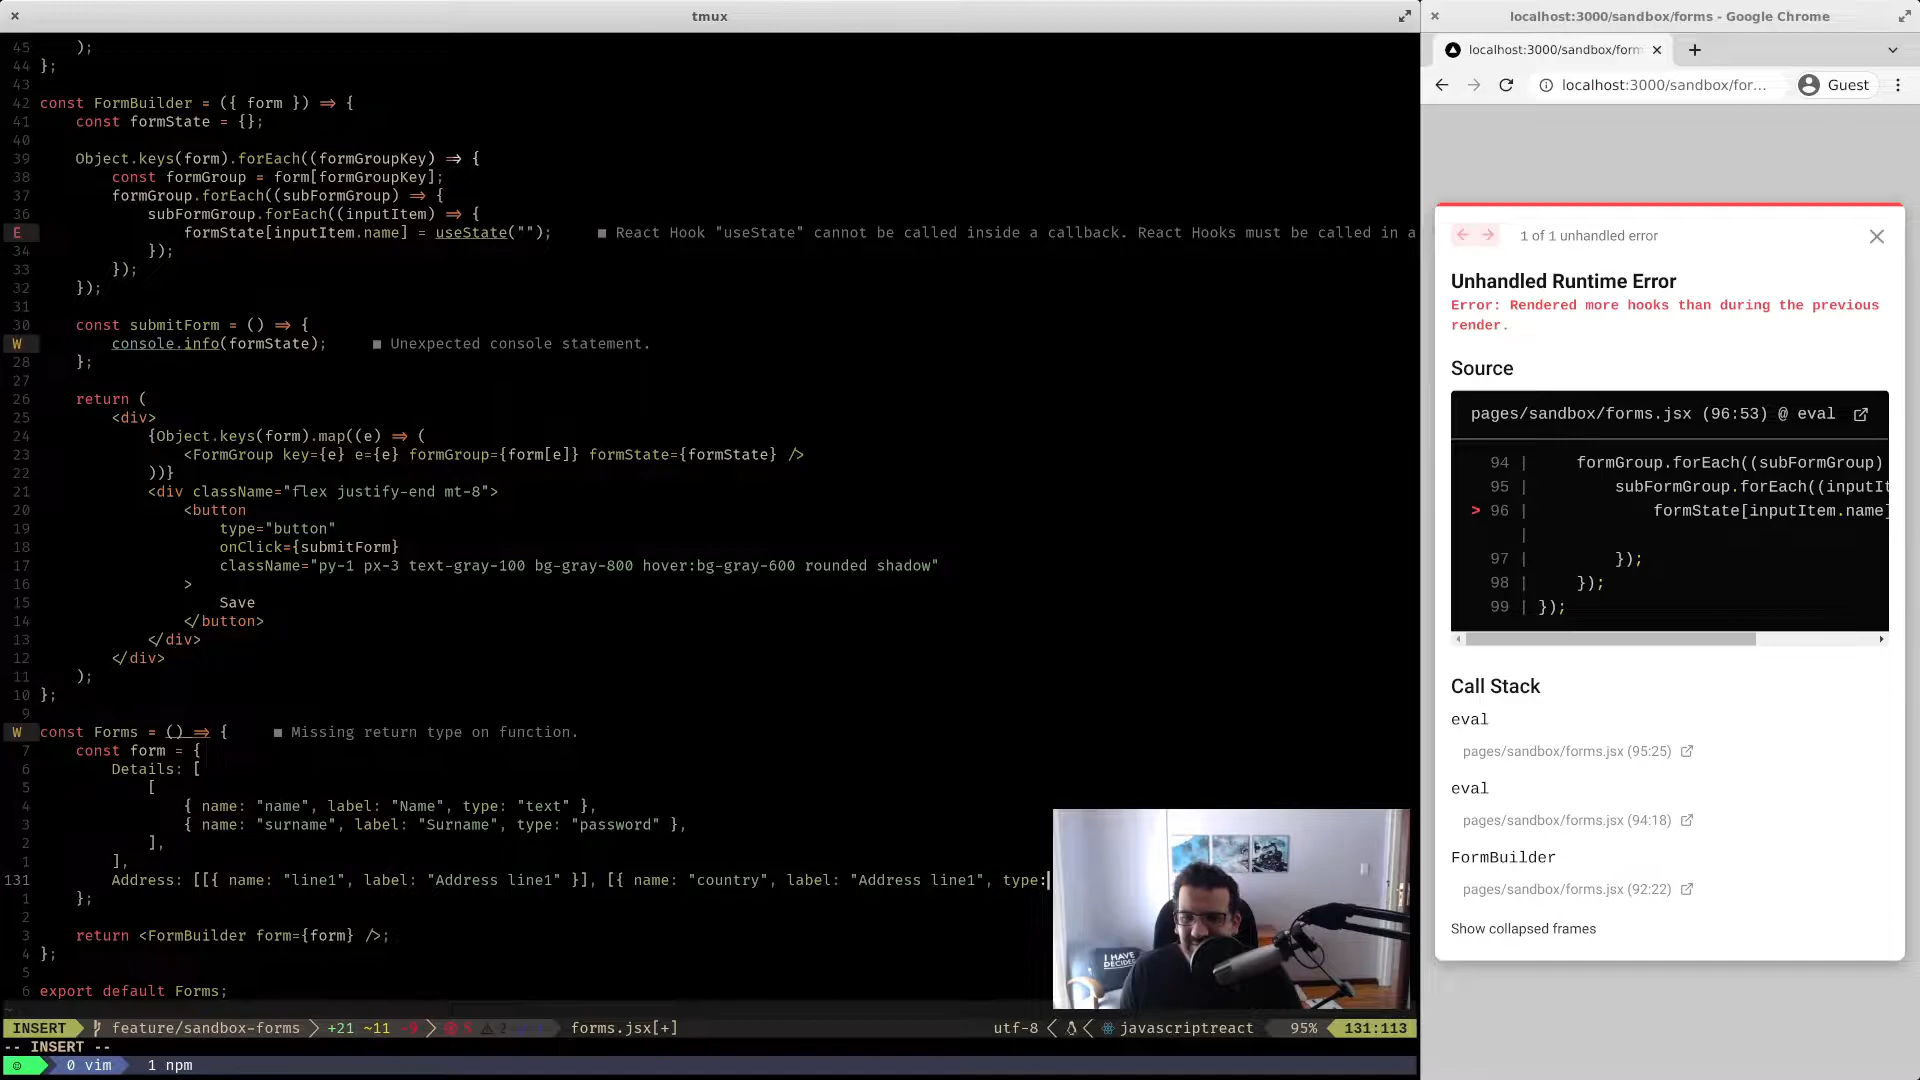 tmux
45     );
44 };
43
42 const FormBuilder = ({ form }) => {
41     const formState = {};
40
39     Object.keys(form).forEach((formGroupKey) => {
38         const formGroup = form[formGroupKey];
37         formGroup.forEach((subFormGroup) => {
36             subFormGroup.forEach((inputItem) => {
E                 formState[inputItem.name] = useState("");     ■ React Hook "useState" cannot be called inside a callback. React Hooks must be called in a
34             });
33         });
32     });
31
30     const submitForm = () => {
W         console.info(formState);     ■ Unexpected console statement.
28     };
27
26     return (
25         <div>
24             {Object.keys(form).map((e) => (
23                 <FormGroup key={e} e={e} formGroup={form[e]} formState={formState} />
22             ))}
21             <div className="flex justify-end mt-8">
20                 <button
19                     type="button"
18                     onClick={submitForm}
17                     className="py-1 px-3 text-gray-100 bg-gray-800 hover:bg-gray-600 rounded shadow"
16                 >
15                     Save
14                 </button>
13             </div>
12         </div>
11     );
10 };
9
W const Forms = () => {     ■ Missing return type on function.
7     const form = {
6         Details: [
5             [
4                 { name: "name", label: "Name", type: "text" },
3                 { name: "surname", label: "Surname", type: "password" },
2             ],
1         ],
131         Address: [[{ name: "line1", label: "Address line1" }], [{ name: "country", label: "Address line1", type:
1     };
2
3     return <FormBuilder form={form} />;
4 };
5
6 export default Forms;
~
INSERT feature/sandbox-forms +21 ~11 -9 5 2 forms.jsx[+] utf-8 javascriptreact 95% 131:113
-- INSERT --
0 vim 1 npm
I HAVE
DECIDED
localhost:3000/sandbox/forms - Google Chrome
localhost:3000/sandbox/form
localhost:3000/sandbox/for... Guest
1 of 1 unhandled error
Unhandled Runtime Error
Error: Rendered more hooks than during the previous
render.
Source
pages/sandbox/forms.jsx (96:53) @ eval
94 |     formGroup.forEach((subFormGroup)
95 |         subFormGroup.forEach((inputIt
> 96 |             formState[inputItem.name]
|
97 |         });
98 |     });
99 | });
Call Stack
eval
pages/sandbox/forms.jsx (95:25)
eval
pages/sandbox/forms.jsx (94:18)
FormBuilder
pages/sandbox/forms.jsx (92:22)
Show collapsed frames